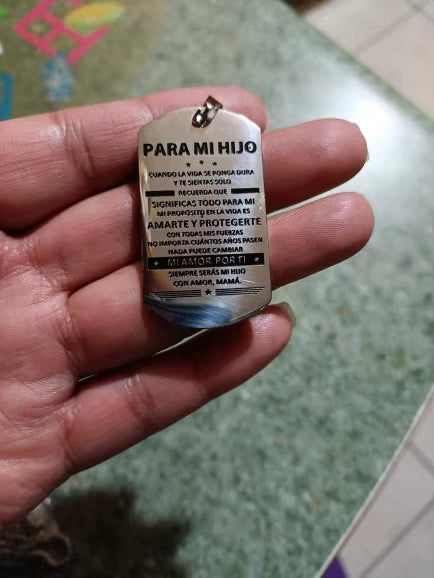 PARA MI HIJO
CUANDO LA VIDA SE PONGA DURA
Y TE SIENTAS SOLO
RECUERDA QUE
SIGNIFICAS TODO PARA MI
MI PROPÓSITO EN LA VIDA ES
AMARTE Y PROTEGERTE
CON TODAS MIS FUERZAS
NO IMPORTA CUÁNTOS AÑOS PASEN
NADA PUEDE CAMBIAR
MI AMOR POR TI
SIEMPRE SERÁS MI HIJO
CON AMOR, MAMÁ.